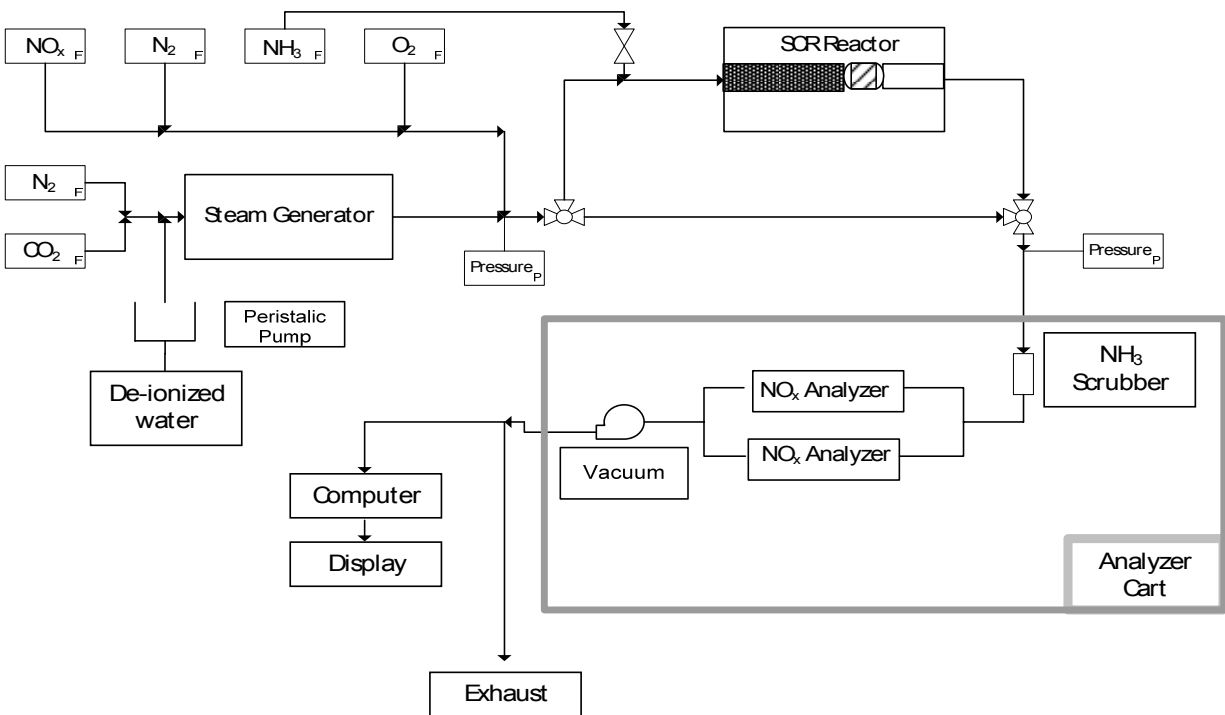 NOₓ F
N₂ F
NH₃ F
O₂ F
SCR Reactor
N₂ F
Steam Generator
CO₂ F
Pressure P
Pressure P
Peristalic
Pump
De-ionized
water
NH₃
Scrubber
NOₓ Analyzer
NOₓ Analyzer
Vacuum
Computer
Display
Analyzer
Cart
Exhaust